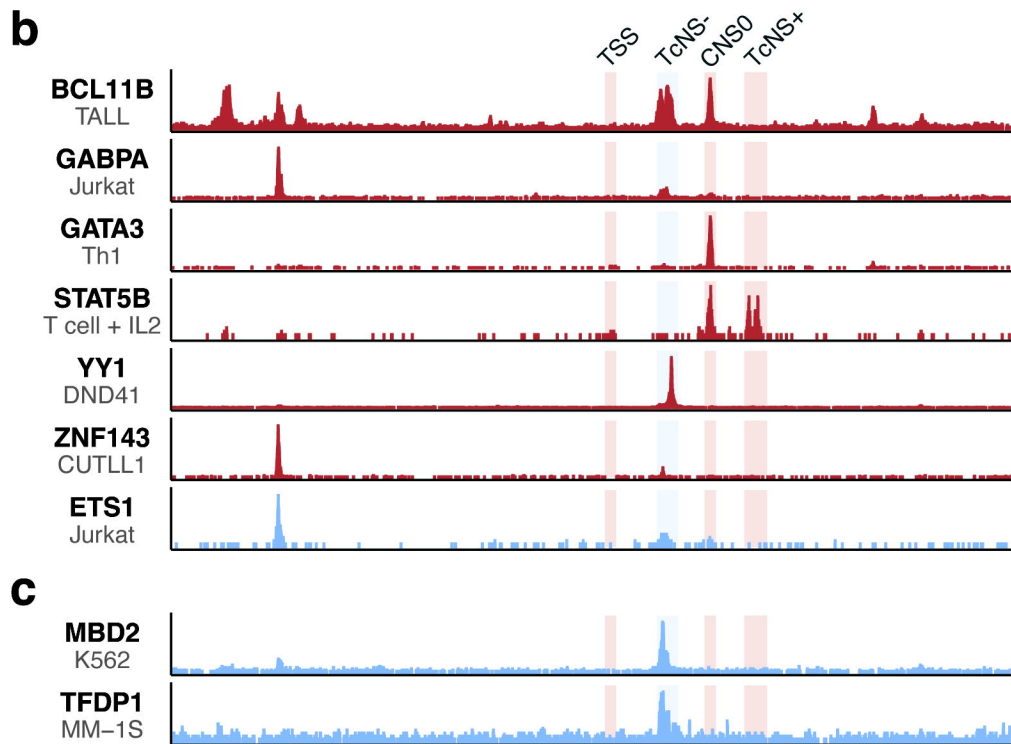 b
TSS
TcNS-
CNS0
TcNS+
BCL11B
TALL
GABPA
Jurkat
GATA3
Th1
STAT5B
T cell + IL2
YY1
DND41
ZNF143
CUTLL1
ETS1
Jurkat
c
MBD2
K562
TFDP1
MM−1S